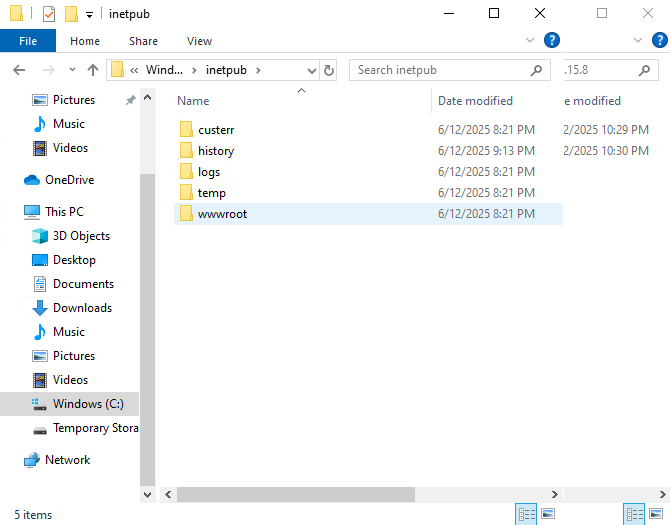 inetpub
File Home Share View
« Wind... › inetpub › Search inetpub .15.8
Name Date modified e modified
custerr 6/12/2025 8:21 PM 2/2025 10:29 PM
history 6/12/2025 9:13 PM 2/2025 10:30 PM
logs 6/12/2025 8:21 PM
temp 6/12/2025 8:21 PM
wwwroot 6/12/2025 8:21 PM
Pictures
Music
Videos
OneDrive
This PC
3D Objects
Desktop
Documents
Downloads
Music
Pictures
Videos
Windows (C:)
Temporary Stora
Network
5 items